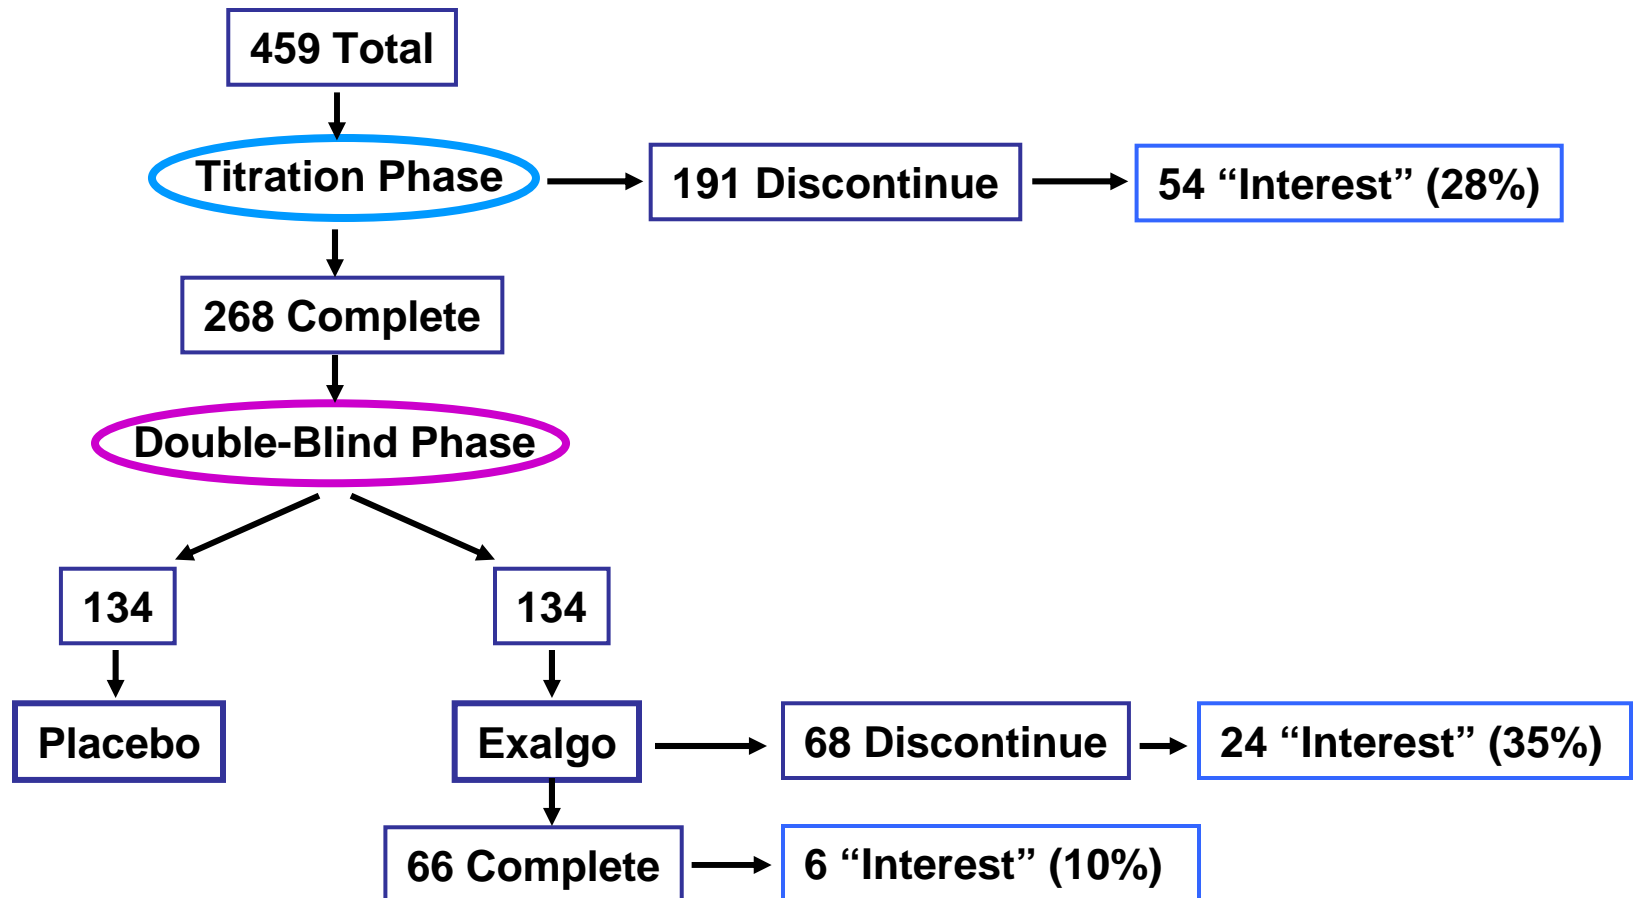 459 Total
Titration Phase
191 Discontinue
54 “Interest” (28%)
268 Complete
Double-Blind Phase
134
134
Placebo
Exalgo
68 Discontinue
24 “Interest” (35%)
66 Complete
6 “Interest” (10%)